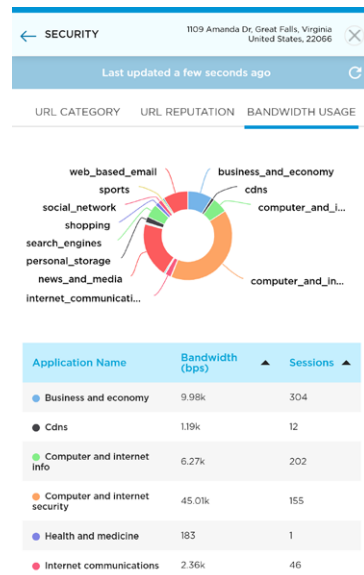 SECURITY
1109 Amanda Dr, Great Falls, Virginia
United States, 22066
Last updated a few seconds ago
URL CATEGORY URL REPUTATION BANDWIDTH USAGE
web_based_email
business_and_economy
sports
cdns
social_network
computer_and_i...
shopping
search_engines
personal_storage
news_and_media
computer_and_in...
internet_communicati...
Application Name Bandwidth (bps) Sessions
Business and economy 9.98k 304
Cdns 1.19k 12
Computer and internet
info 6.27k 202
Computer and internet
security 45.01k 155
Health and medicine 183 1
Internet communications 2.36k 46